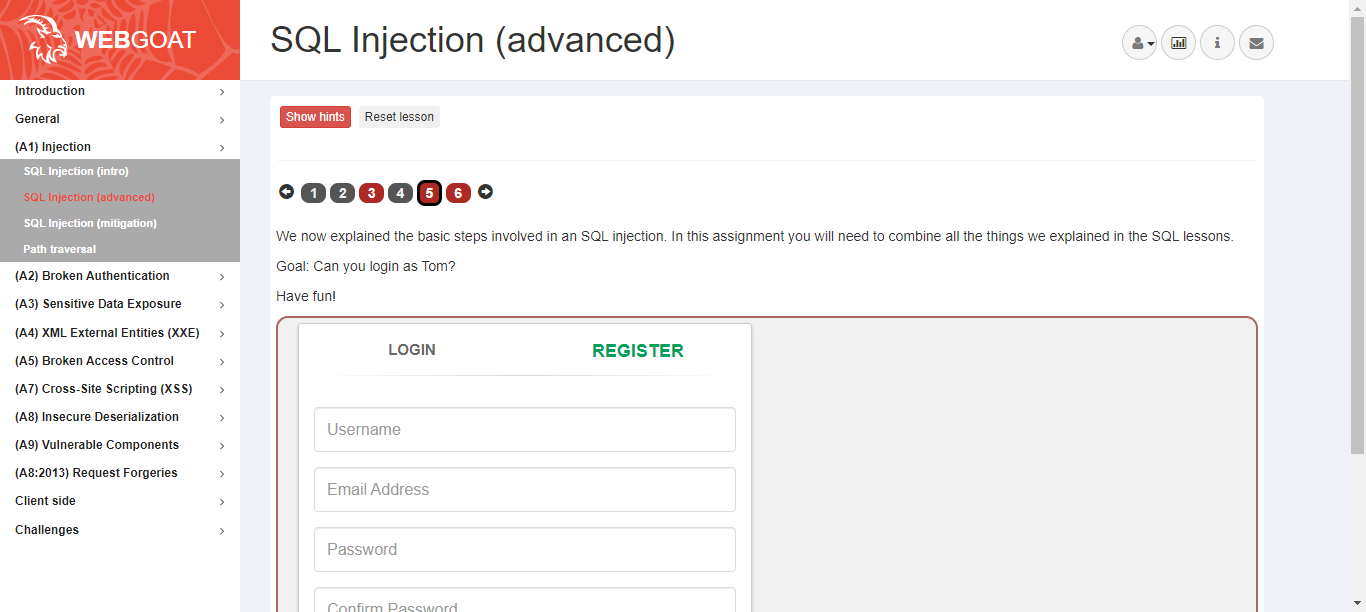 WEBGOAT
SQL Injection (advanced)
Introduction
General
(A1) Injection
SQL Injection (intro)
SQL Injection (advanced)
SQL Injection (mitigation)
Path traversal
(A2) Broken Authentication
(A3) Sensitive Data Exposure
(A4) XML External Entities (XXE)
(A5) Broken Access Control
(A7) Cross-Site Scripting (XSS)
(A8) Insecure Deserialization
(A9) Vulnerable Components
(A8:2013) Request Forgeries
Client side
Challenges
Show hints Reset lesson
1 2 3 4 5 6
We now explained the basic steps involved in an SQL injection. In this assignment you will need to combine all the things we explained in the SQL lessons.
Goal: Can you login as Tom?
Have fun!
LOGIN REGISTER
Username
Email Address
Password
Confirm Password